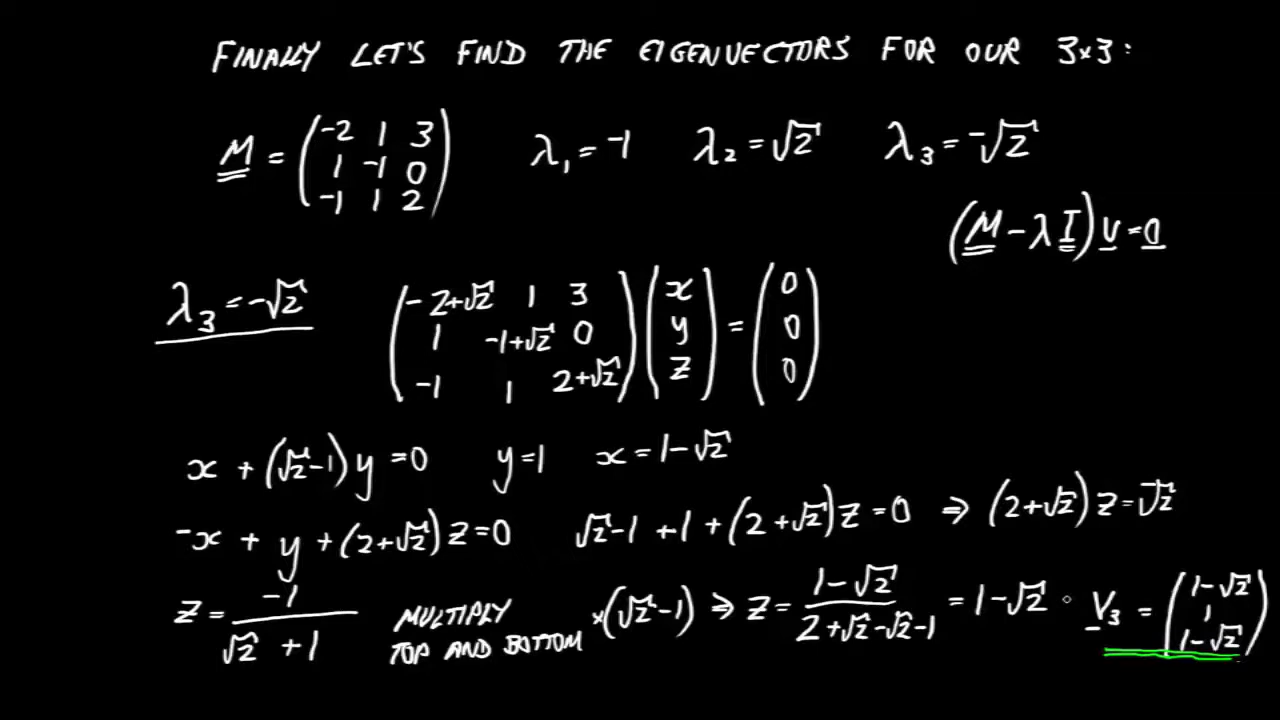 FINALLY LET'S FIND THE EIGENVECTORS FOR OUR 3×3:
M = (-2 1 3 λ₁ = -1 λ₂ = √2 λ₃ = -√2
1 -1 0
-1 1 2)
(M - λI)v = 0
λ₃ = -√2
(-2+√2 1 3) (x) = (0)
(1 -1+√2 0) (y) (0)
(-1 1 2+√2) (z) (0)
x + (√2-1)y = 0 y=1 x = 1-√2
-x + y + (2+√2)z = 0 √2-1 +1 + (2+√2)z = 0 ⇒ (2+√2)z = -√2
z = -1/(√2 + 1) MULTIPLY TOP AND BOTTOM ×(√2-1) ⇒ z = (1-√2)/(2+√2-√2-1) = 1-√2 . v₃ = (1-√2
1
1-√2)